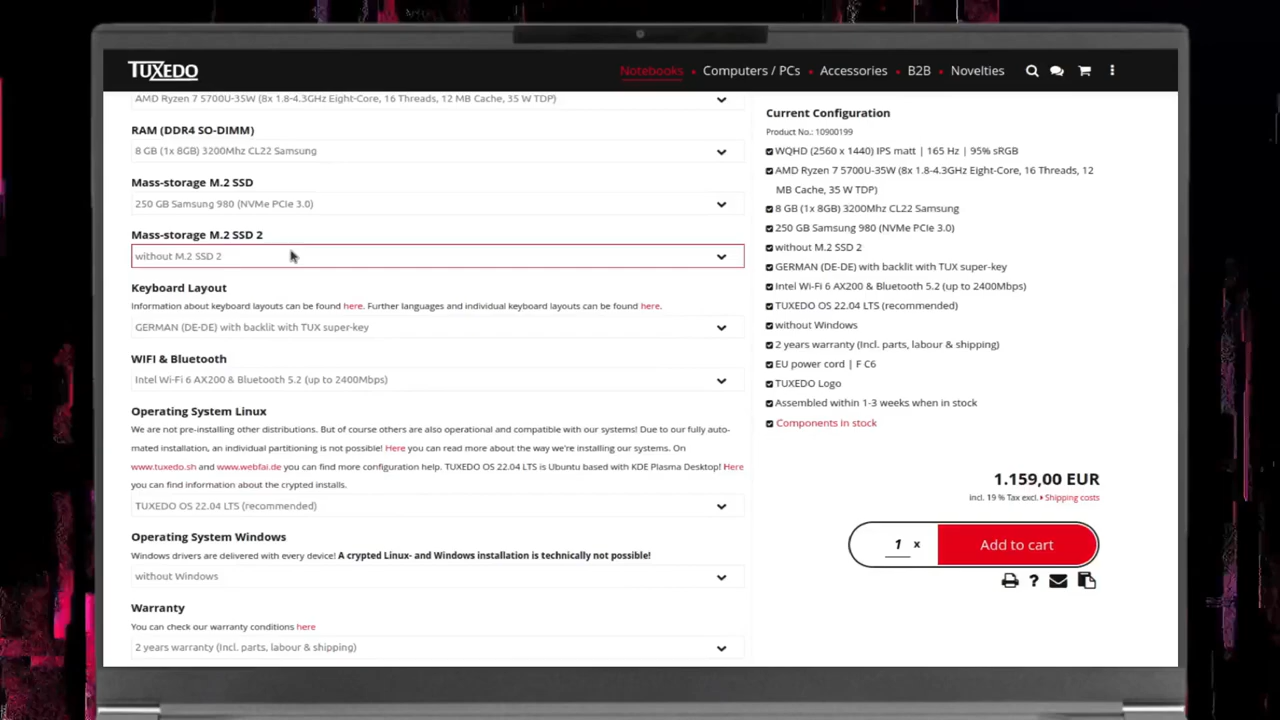 TUXEDO
Notebooks • Computers / PCs • Accessories • B2B • Novelties
AMD Ryzen 7 5700U-35W (8x 1.8-4.3GHz Eight-Core, 16 Threads, 12 MB Cache, 35 W TDP)
RAM (DDR4 SO-DIMM)
8 GB (1x 8GB) 3200Mhz CL22 Samsung
Mass-storage M.2 SSD
250 GB Samsung 980 (NVMe PCIe 3.0)
Mass-storage M.2 SSD 2
without M.2 SSD 2
Keyboard Layout
Information about keyboard layouts can be found here. Further languages and individual keyboard layouts can be found here.
GERMAN (DE-DE) with backlit with TUX super-key
WIFI & Bluetooth
Intel Wi-Fi 6 AX200 & Bluetooth 5.2 (up to 2400Mbps)
Operating System Linux
We are not pre-installing other distributions. But of course others are also operational and compatible with our systems! Due to our fully auto-
mated installation, an individual partitioning is not possible! Here you can read more about the way we're installing our systems. On
www.tuxedo.sh and www.webfai.de you can find more configuration help. TUXEDO OS 22.04 LTS is Ubuntu based with KDE Plasma Desktop! Here
you can find information about the crypted installs.
TUXEDO OS 22.04 LTS (recommended)
Operating System Windows
Windows drivers are delivered with every device! A crypted Linux- and Windows installation is technically not possible!
without Windows
Warranty
You can check our warranty conditions here
2 years warranty (Incl. parts, labour & shipping)
Current Configuration
Product No.: 10900199
WQHD (2560 x 1440) IPS matt | 165 Hz | 95% sRGB
AMD Ryzen 7 5700U-35W (8x 1.8-4.3GHz Eight-Core, 16 Threads, 12
MB Cache, 35 W TDP)
8 GB (1x 8GB) 3200Mhz CL22 Samsung
250 GB Samsung 980 (NVMe PCIe 3.0)
without M.2 SSD 2
GERMAN (DE-DE) with backlit with TUX super-key
Intel Wi-Fi 6 AX200 & Bluetooth 5.2 (up to 2400Mbps)
TUXEDO OS 22.04 LTS (recommended)
without Windows
2 years warranty (Incl. parts, labour & shipping)
EU power cord | F C6
TUXEDO Logo
Assembled within 1-3 weeks when in stock
Components in stock
1.159,00 EUR
incl. 19 % Tax excl. • Shipping costs
1 x Add to cart
?